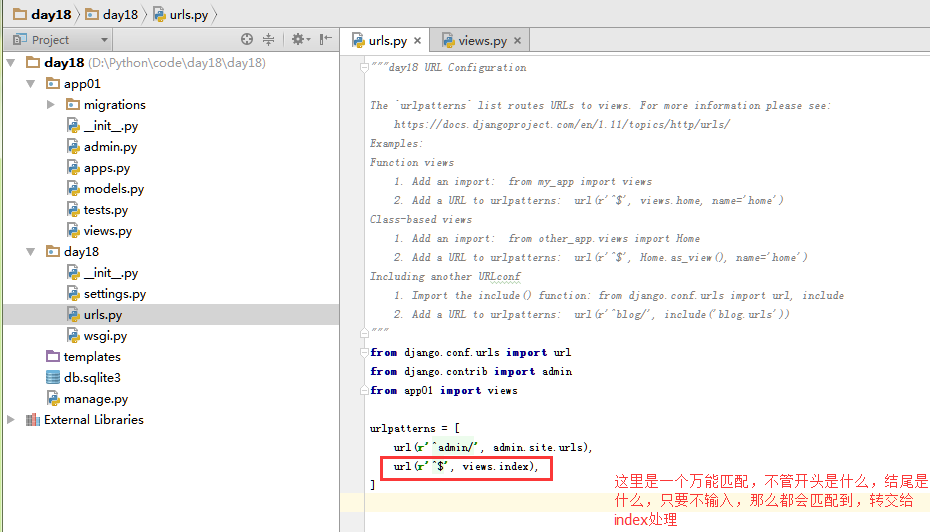 day18 day18 urls.py
Project
urls.py × views.py ×
day18 (D:\Python\code\day18\day18)
app01
migrations
__init__.py
admin.py
apps.py
models.py
tests.py
views.py
day18
__init__.py
settings.py
urls.py
wsgi.py
templates
db.sqlite3
manage.py
External Libraries
"""day18 URL Configuration
The `urlpatterns` list routes URLs to views. For more information please see:
https://docs.djangoproject.com/en/1.11/topics/http/urls/
Examples:
Function views
1. Add an import:  from my_app import views
2. Add a URL to urlpatterns:  url(r'^$', views.home, name='home')
Class-based views
1. Add an import:  from other_app.views import Home
2. Add a URL to urlpatterns:  url(r'^$', Home.as_view(), name='home')
Including another URLconf
1. Import the include() function: from django.conf.urls import url, include
2. Add a URL to urlpatterns:  url(r'^blog/', include('blog.urls'))
"""
from django.conf.urls import url
from django.contrib import admin
from app01 import views
urlpatterns = [
url(r'^admin/', admin.site.urls),
url(r'^$', views.index),
]
这里是一个万能匹配，不管开头是什么，结尾是
什么，只要不输入，那么都会匹配到，转交给
index处理